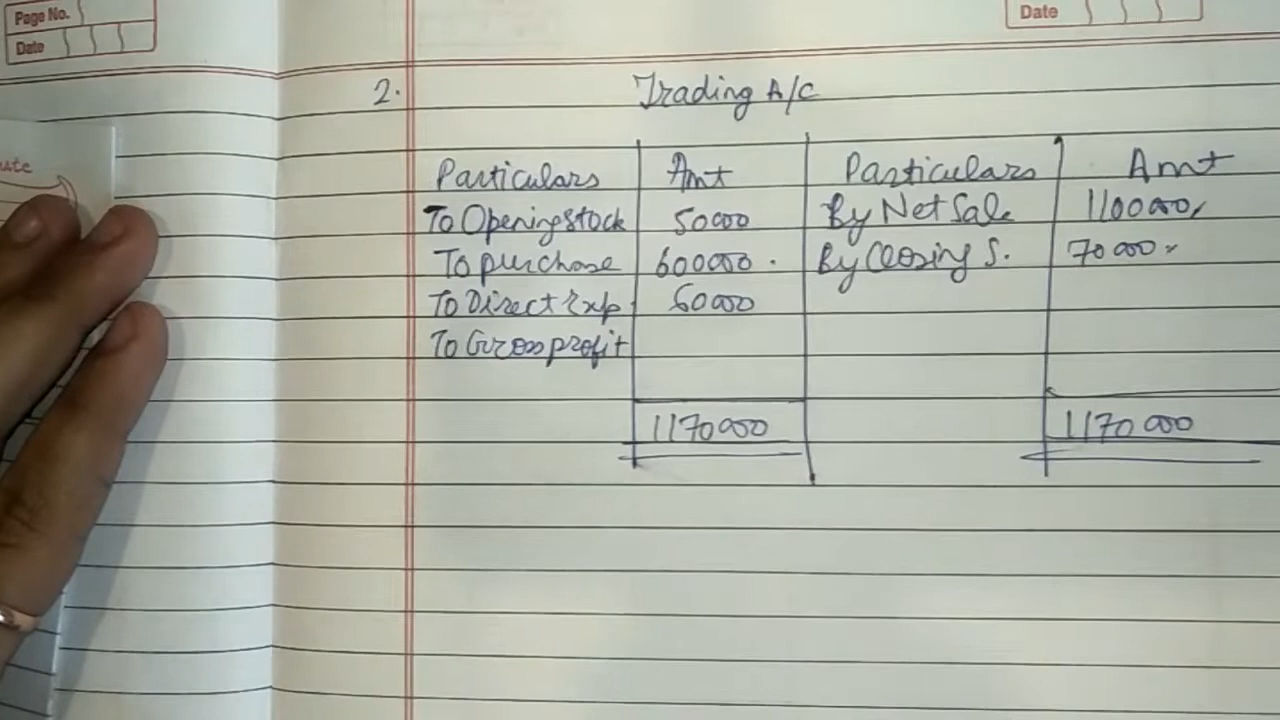 Page No.
Date
Date
2. Trading A/C
Particulars Amt Particulars Amt
To Opening stock 50000 By Net Sale 1100000
To purchase 600000 By Closing S. 70000
To Direct Exp 60000
To Gross profit
1170000 1170000